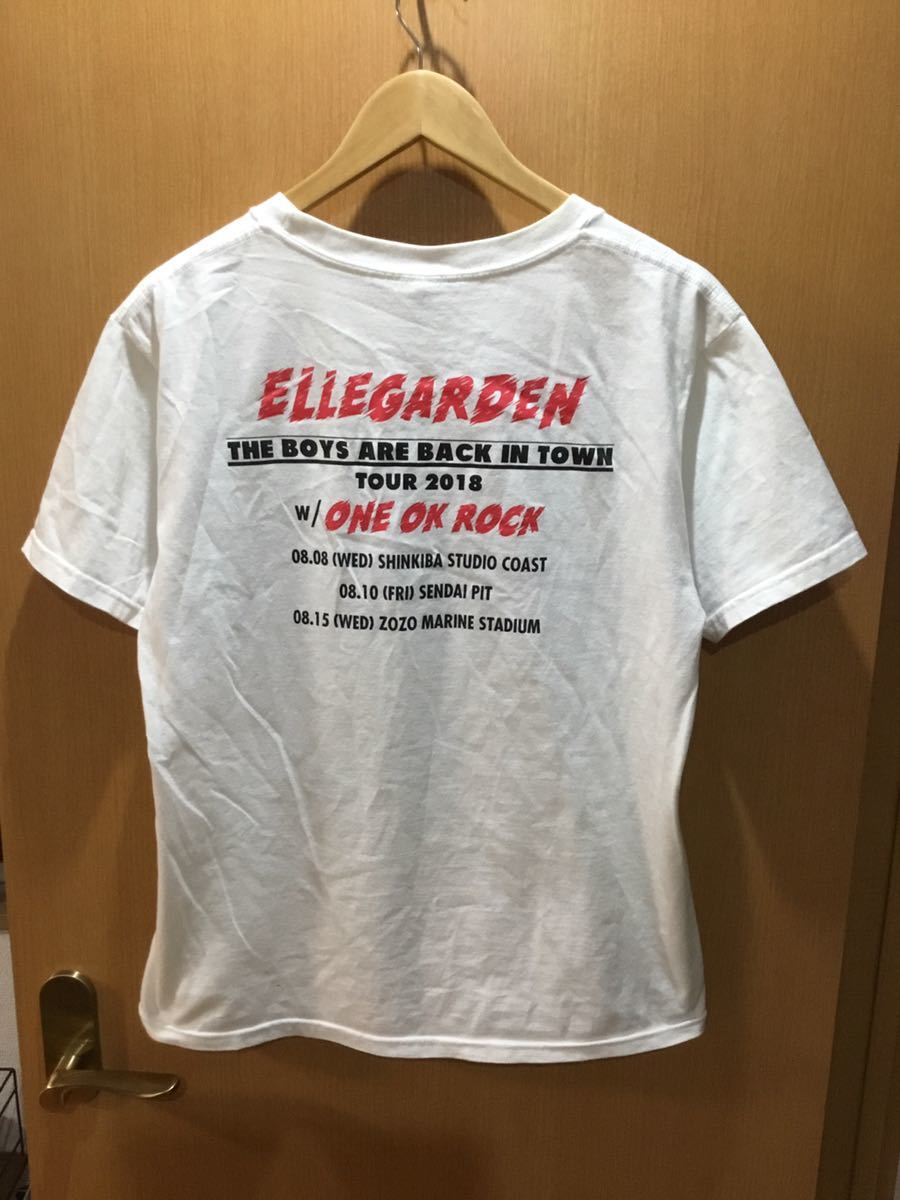 ELLEGARDEN
THE BOYS ARE BACK IN TOWN
TOUR 2018
w/ ONE OK ROCK
08.08 (WED) SHINKIBA STUDIO COAST
08.10 (FRI) SENDAI PIT
08.15 (WED) ZOZO MARINE STADIUM